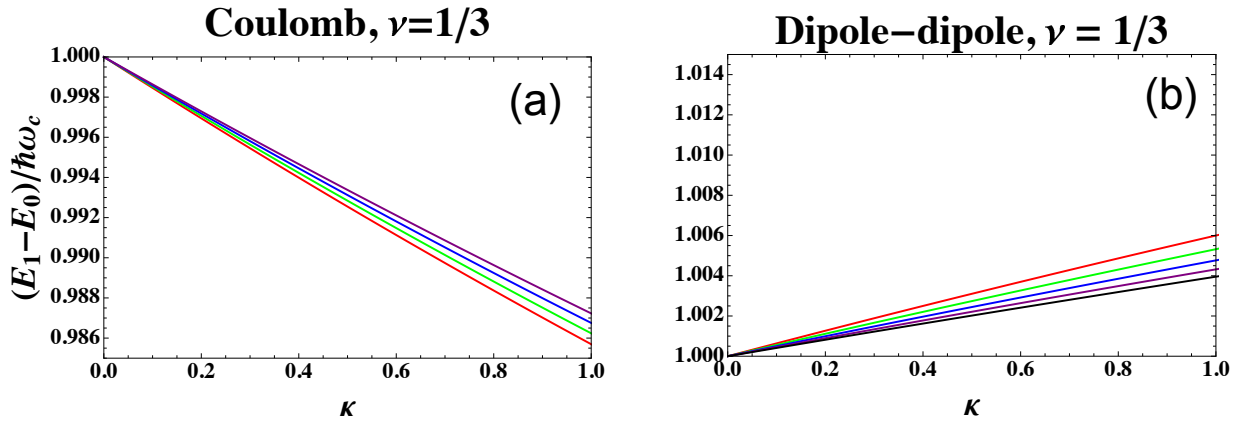 Coulomb, ν=1/3
(a)
(E1−E0)/ħωc
1.000
0.998
0.996
0.994
0.992
0.990
0.988
0.986
0.0 0.2 0.4 0.6 0.8 1.0
κ
Dipole−dipole, ν = 1/3
(b)
1.014
1.012
1.010
1.008
1.006
1.004
1.002
1.000
0.0 0.2 0.4 0.6 0.8 1.0
κ